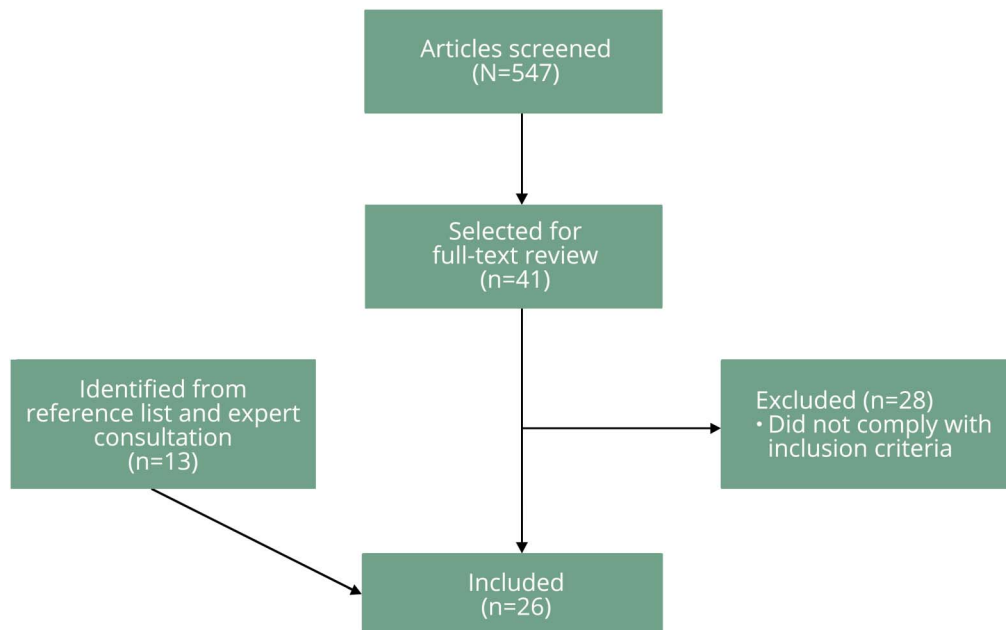 Articles screened
(N=547)
Selected for
full-text review
(n=41)
Identified from
reference list and expert
consultation
(n=13)
Excluded (n=28)
• Did not comply with
inclusion criteria
Included
(n=26)